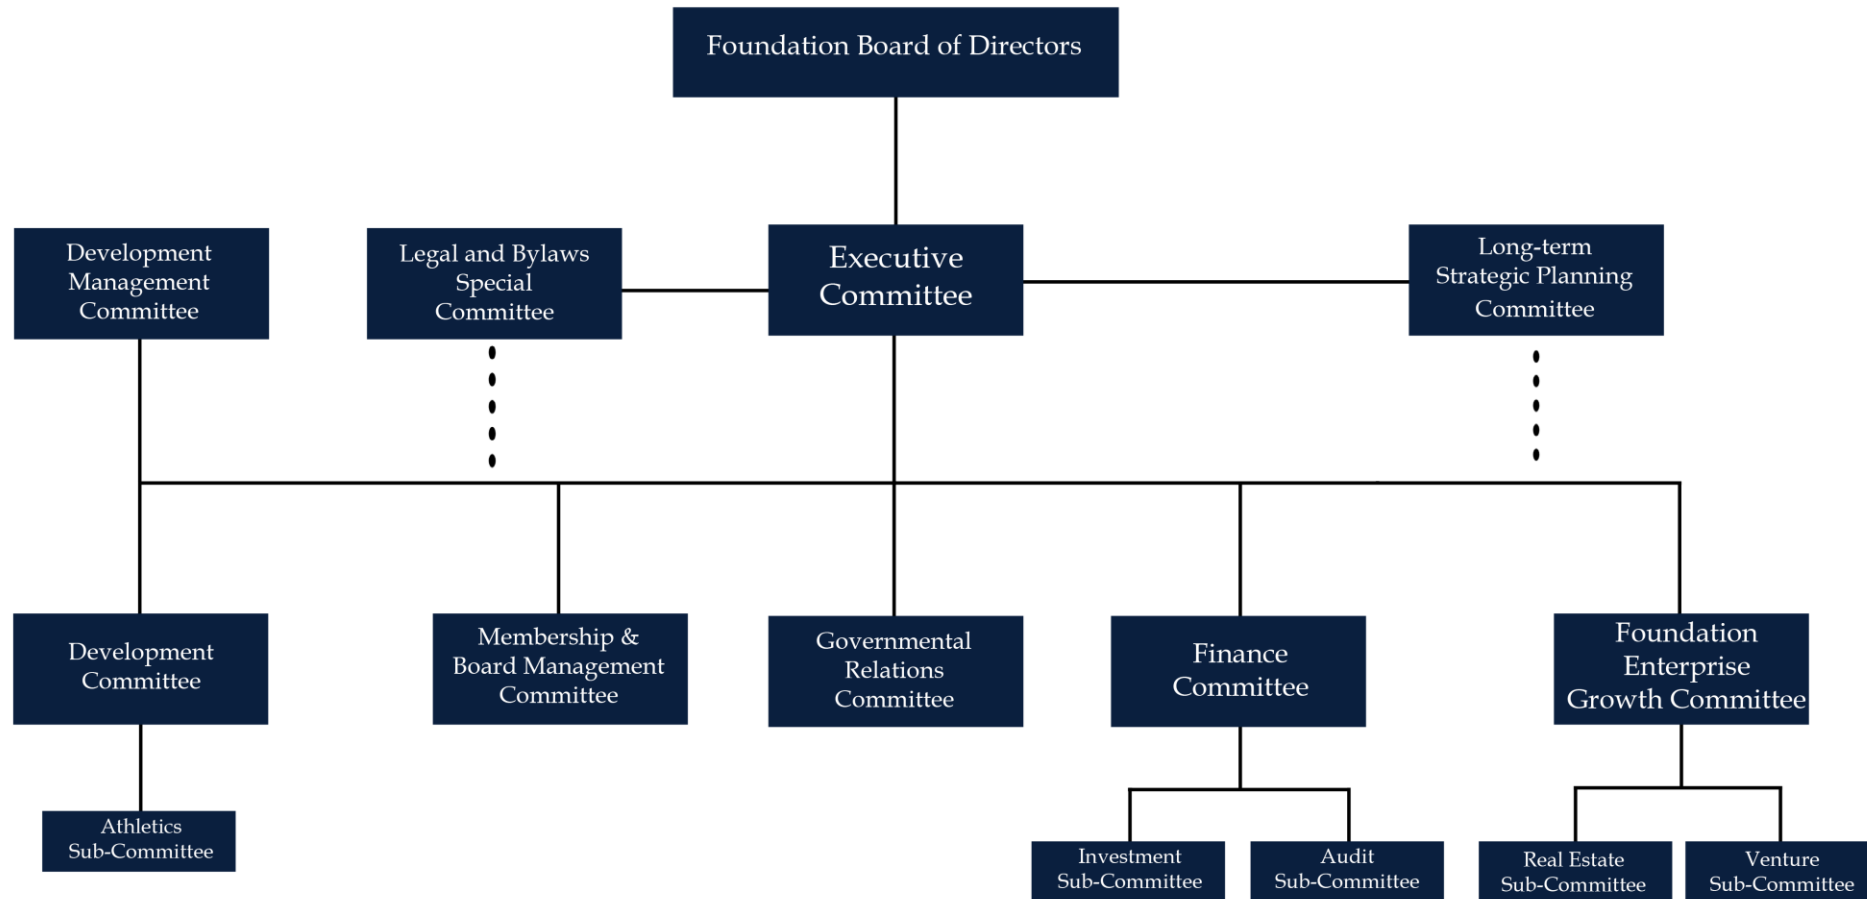 Foundation Board of Directors
Development
Management
Committee
Legal and Bylaws
Special
Committee
Executive
Committee
Long-term
Strategic Planning
Committee
Development
Committee
Membership &
Board Management
Committee
Governmental
Relations
Committee
Finance
Committee
Foundation
Enterprise
Growth Committee
Athletics
Sub-Committee
Investment
Sub-Committee
Audit
Sub-Committee
Real Estate
Sub-Committee
Venture
Sub-Committee